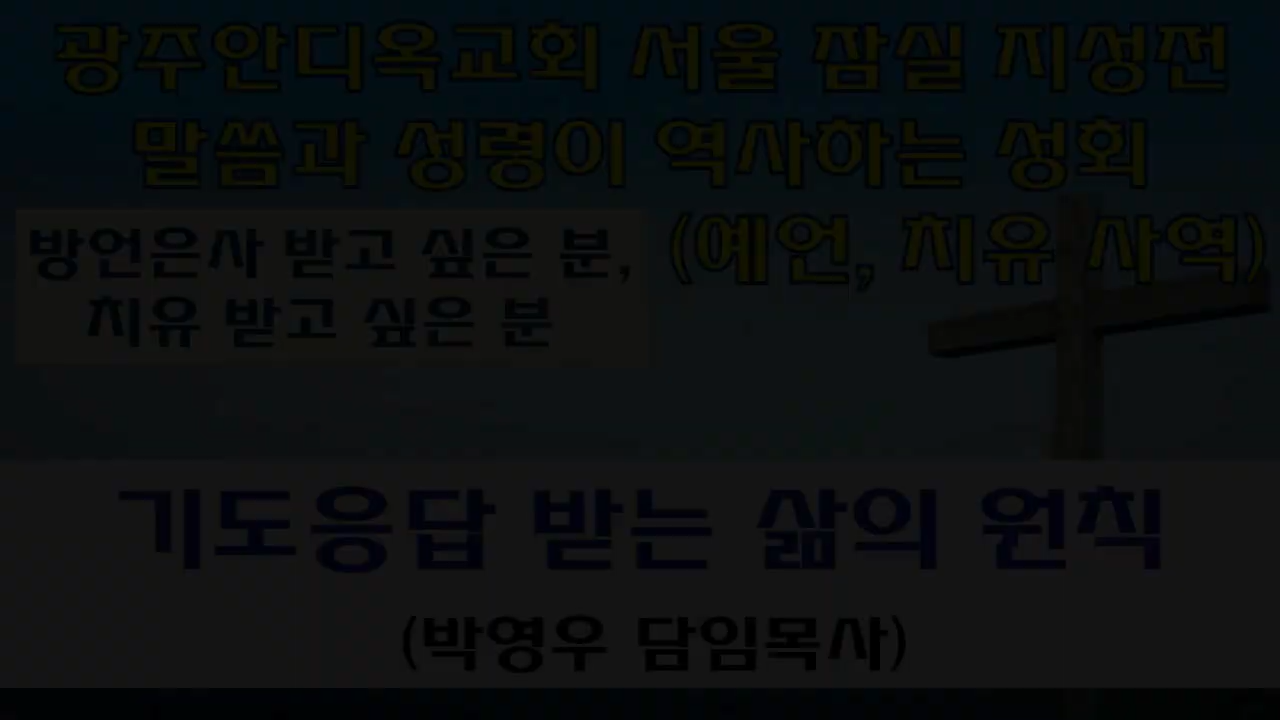 광주안디옥교회 서울 잠실 지성전
말씀과 성령이 역사하는 성회
(예언, 치유 사역)
방언은사 받고 싶은 분,
치유 받고 싶은 분
기도응답 받는 삶의 원칙
(박영우 담임목사)